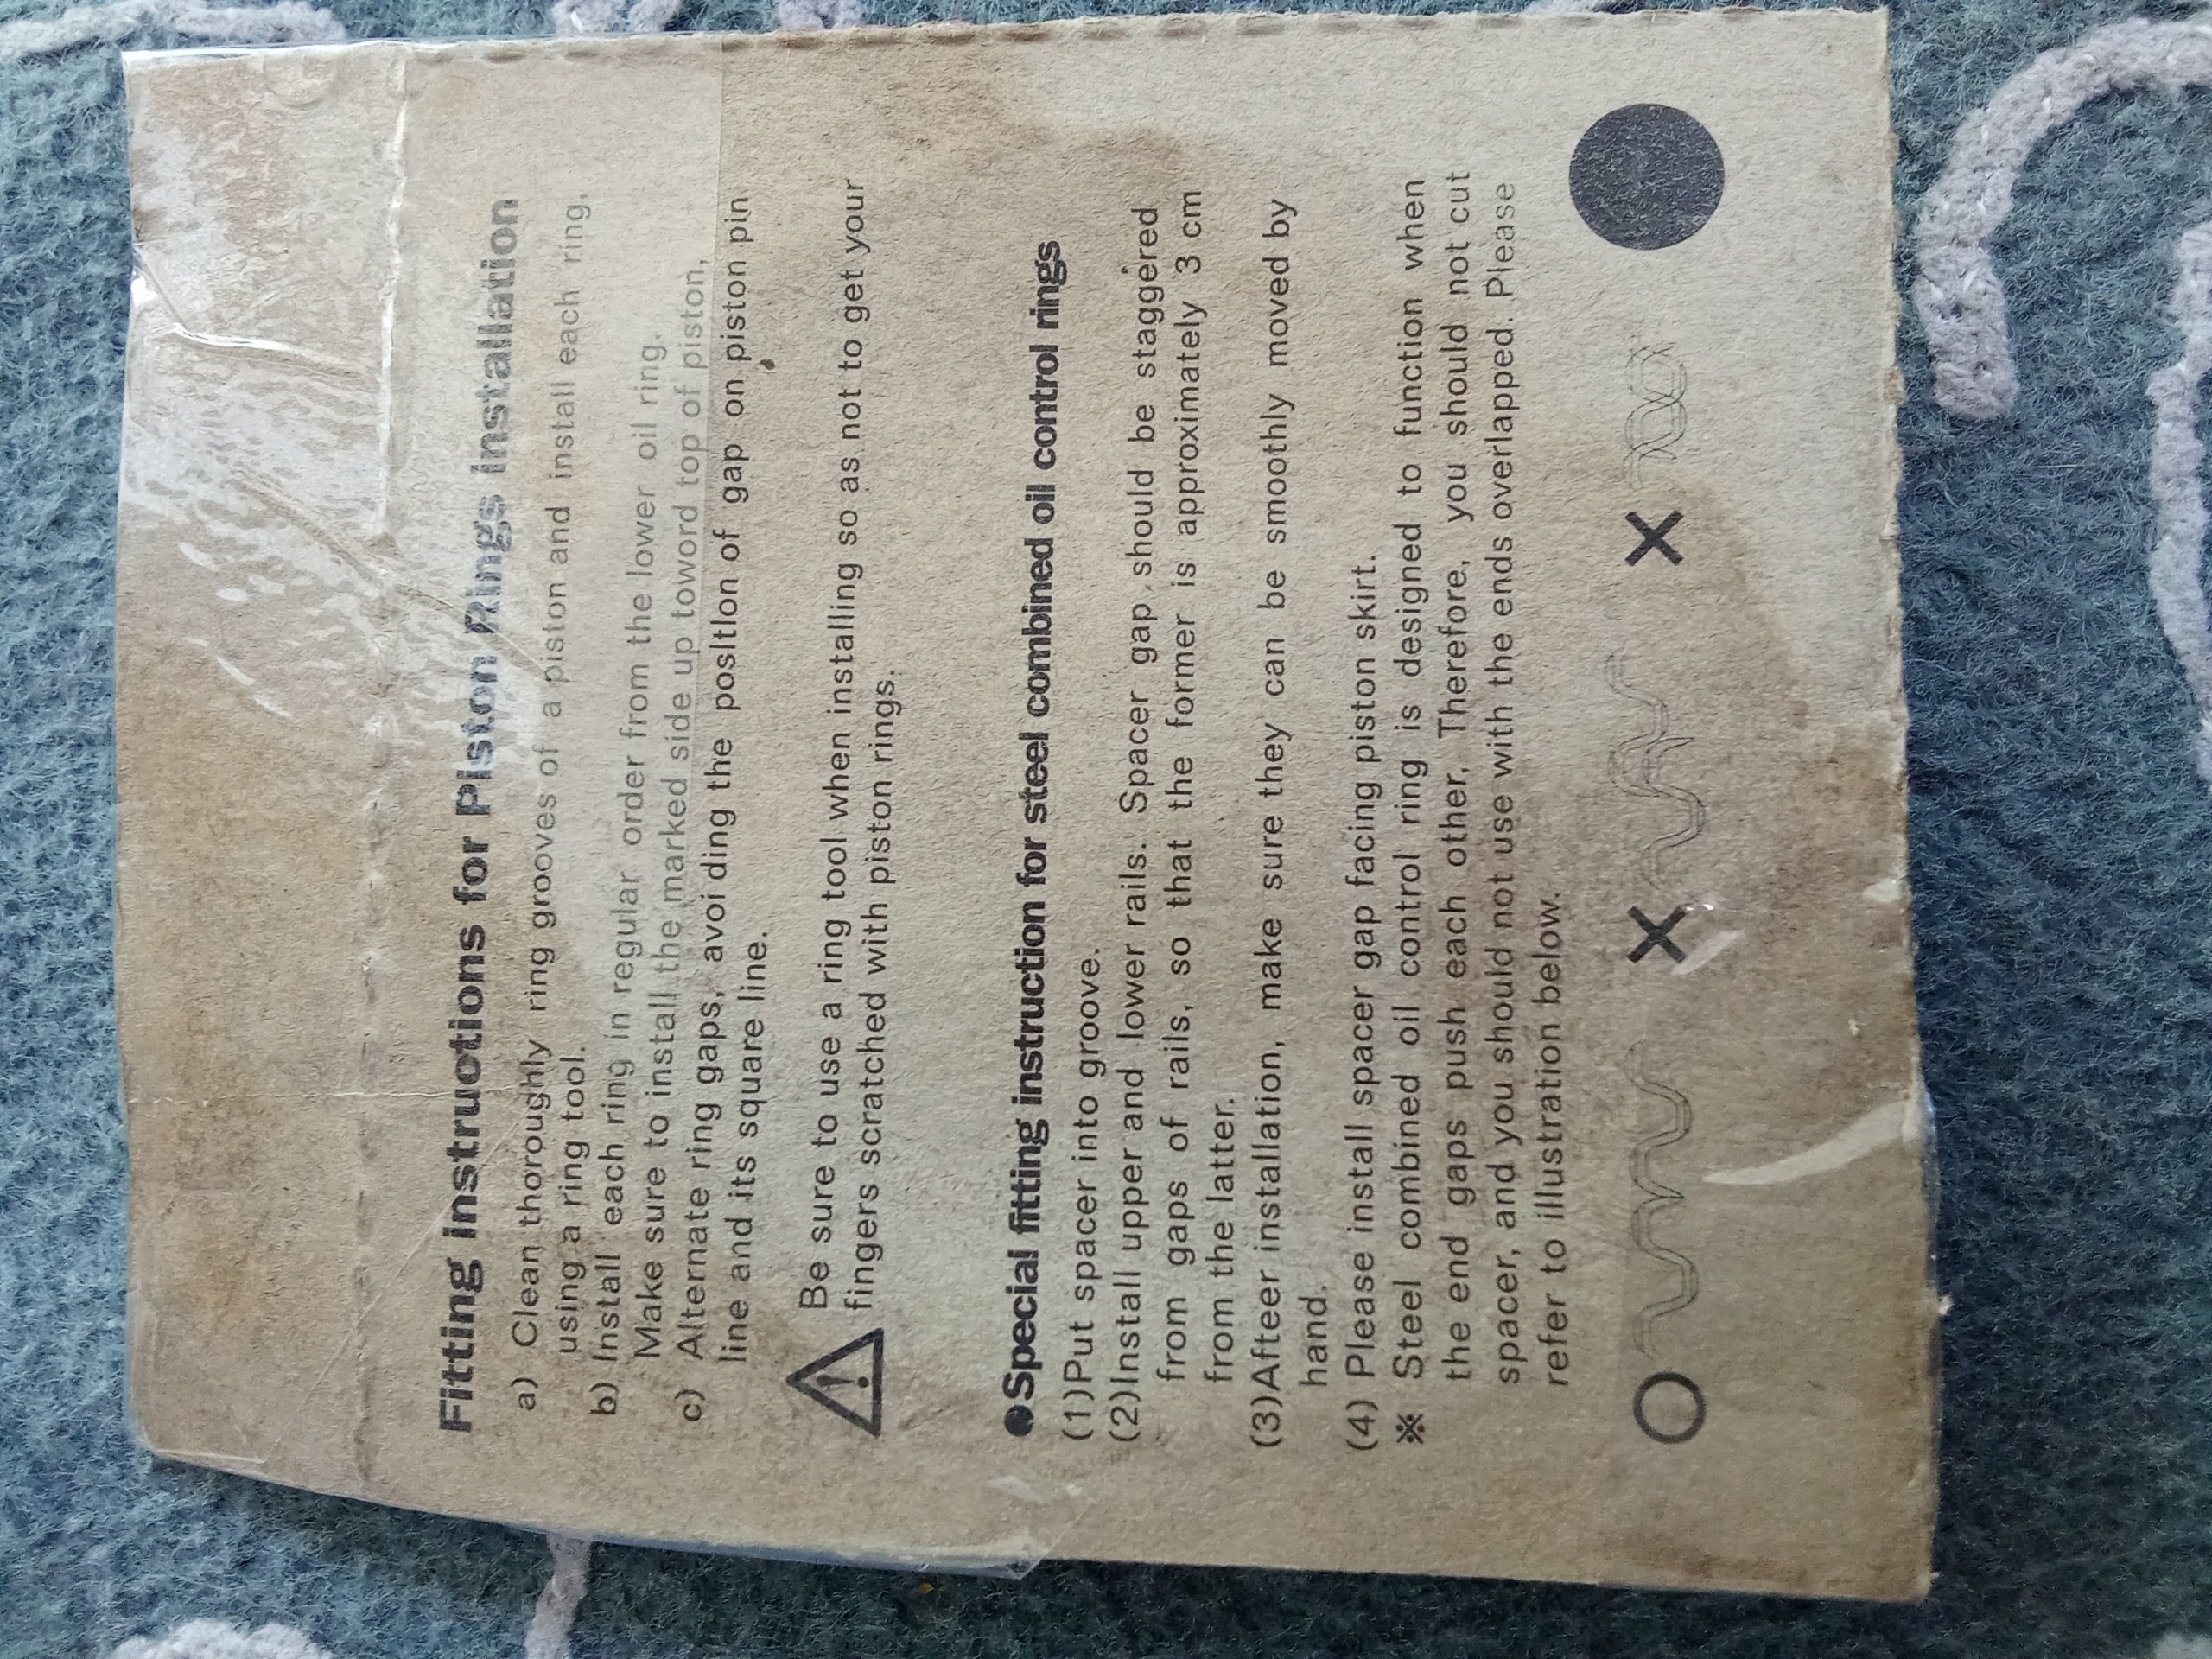 Fitting instructions for Piston Rings installation
a) Clean thoroughly ring grooves of a piston and install each ring,
using a ring tool.
b) Install each ring in regular order from the lower oil ring.
Make sure to install the marked side up toword top of piston,
c) Alternate ring gaps, avoi ding the position of gap on piston pin
line and its square line.
Be sure to use a ring tool when installing so as not to get your
fingers scratched with piston rings.
●Special fitting instruction for steel combined oil control rings
(1)Put spacer into groove.
(2)Install upper and lower rails. Spacer gap should be staggered
from gaps of rails, so that the former is approximately 3 cm
from the latter.
(3)Afteer installation, make sure they can be smoothly moved by
hand.
(4) Please install spacer gap facing piston skirt.
※ Steel combined oil control ring is designed to function when
the end gaps push each other. Therefore, you should not cut
spacer, and you should not use with the ends overlapped. Please
refer to illustration below.